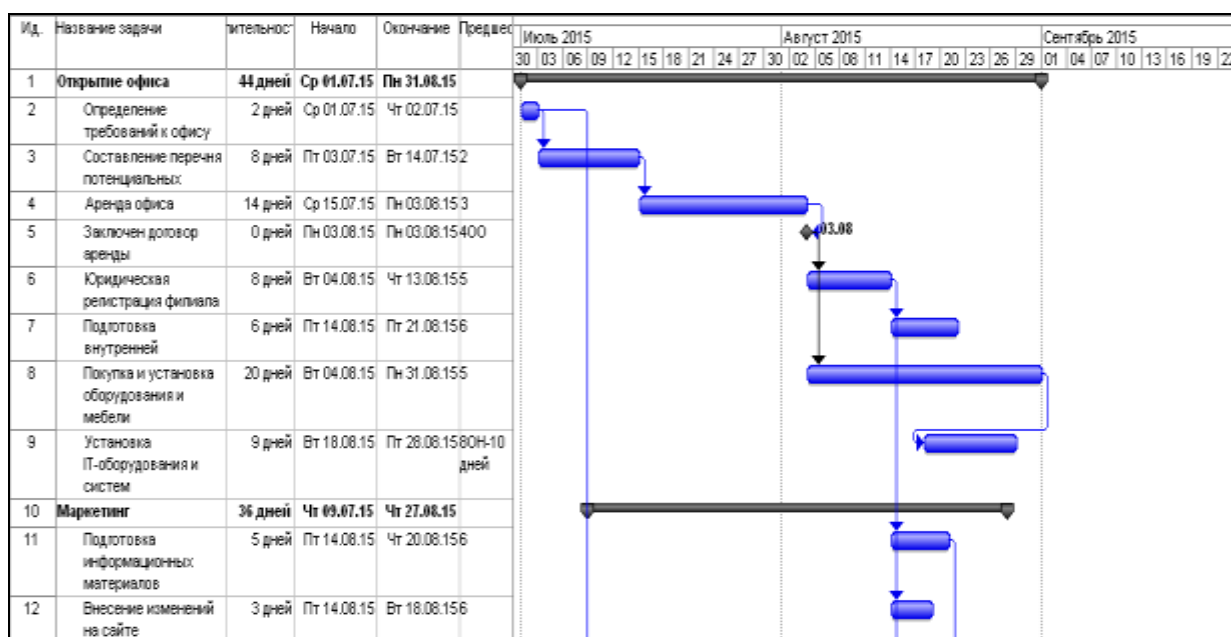 Ид. Название задачи ительнос Начало Окончание Предшес
Июль 2015 Август 2015 Сентябрь 2015
30 03 06 09 12 15 18 21 24 27 30 02 05 08 11 14 17 20 23 26 29 01 04 07 10 13 16 19 22
1 Открытие офиса 44 дней Ср 01.07.15 Пн 31.08.15
2 Определение 2 дней Ср 01.07.15 Чт 02.07.15
требований к офису
3 Составление перечня 8 дней Пт 03.07.15 Вт 14.07.15 2
потенциальных
4 Аренда офиса 14 дней Ср 15.07.15 Пн 03.08.15 3
5 Заключен договор 0 дней Пн 03.08.15 Пн 03.08.15 4ОО 03.08
аренды
6 Юридическая 8 дней Вт 04.08.15 Чт 13.08.15 5
регистрация филиала
7 Подготовка 6 дней Пт 14.08.15 Пт 21.08.15 6
внутренней
8 Покупка и установка 20 дней Вт 04.08.15 Пн 31.08.15 5
оборудования и
мебели
9 Установка 9 дней Вт 18.08.15 Пт 28.08.15 8ОН-10
IT-оборудования и дней
систем
10 Маркетинг 36 дней Чт 09.07.15 Чт 27.08.15
11 Подготовка 5 дней Пт 14.08.15 Чт 20.08.15 6
информационных
материалов
12 Внесение изменений 3 дней Пт 14.08.15 Вт 18.08.15 6
на сайте